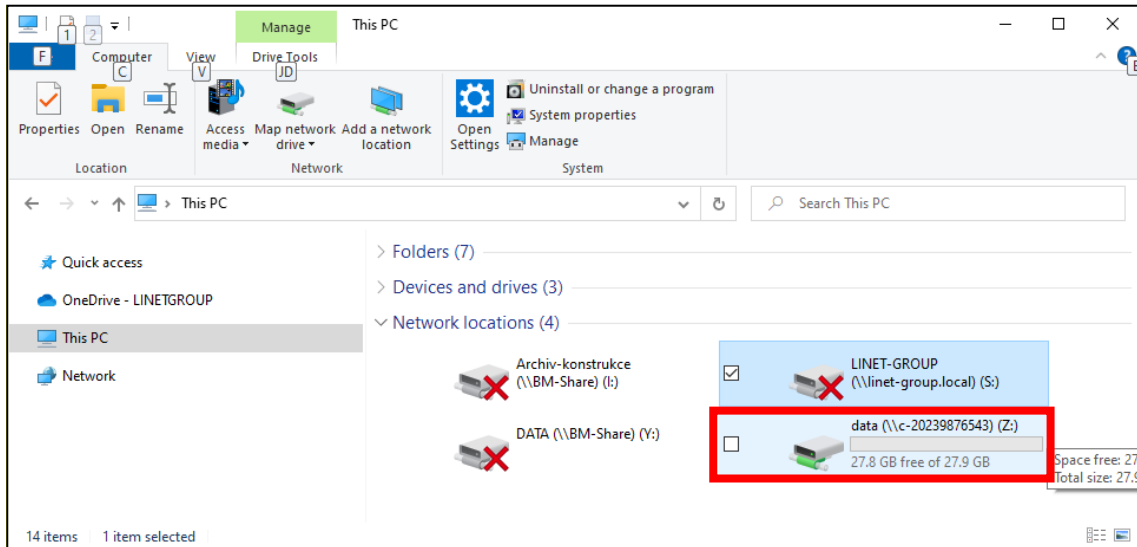 Manage This PC
1 2
F Computer View Drive Tools
C V JD
Properties Open Rename Access media Map network drive Add a network location Open Settings
Uninstall or change a program
System properties
Manage
Location Network System
This PC Search This PC
Quick access
OneDrive - LINETGROUP
This PC
Network
Folders (7)
Devices and drives (3)
Network locations (4)
Archiv-konstrukce
(\\BM-Share) (I:)
LINET-GROUP
(\\linet-group.local) (S:)
DATA (\\BM-Share) (Y:)
data (\\c-20239876543) (Z:)
27.8 GB free of 27.9 GB
Space free: 27
Total size: 27.9
14 items 1 item selected